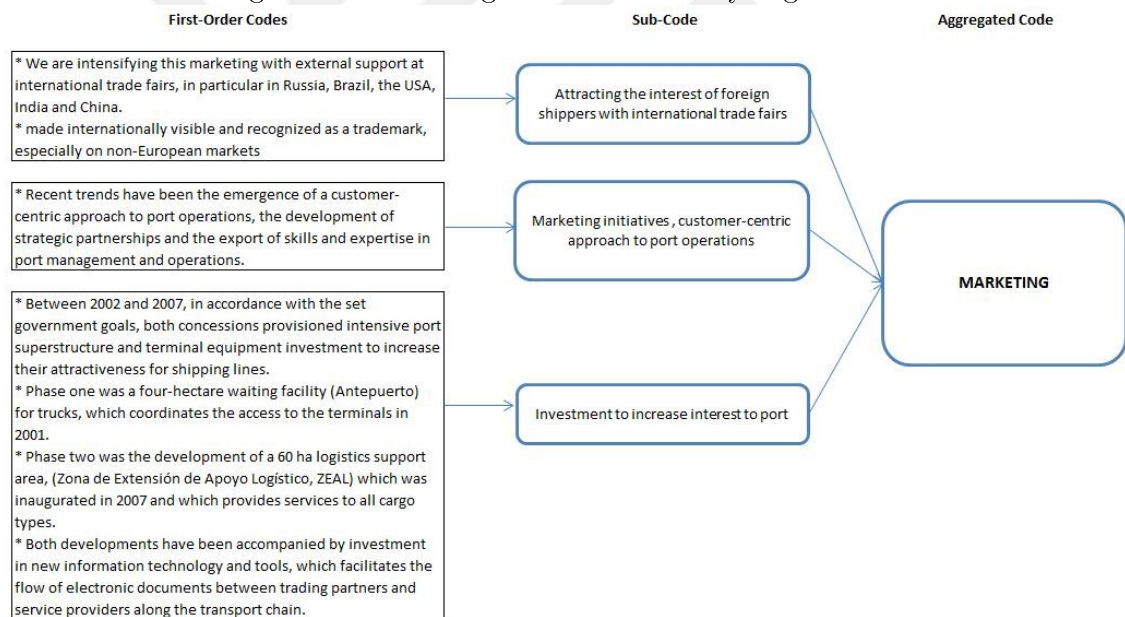 First-Order Codes
Sub-Code
Aggregated Code
* We are intensifying this marketing with external support at
international trade fairs, in particular in Russia, Brazil, the USA,
India and China.
* made internationally visible and recognized as a trademark,
especially on non-European markets
Attracting the interest of foreign
shippers with international trade fairs
* Recent trends have been the emergence of a customer-
centric approach to port operations, the development of
strategic partnerships and the export of skills and expertise in
port management and operations.
Marketing initiatives , customer-centric
approach to port operations
MARKETING
* Between 2002 and 2007, in accordance with the set
government goals, both concessions provisioned intensive port
superstructure and terminal equipment investment to increase
their attractiveness for shipping lines.
* Phase one was a four-hectare waiting facility (Antepuerto)
for trucks, which coordinates the access to the terminals in
2001.
* Phase two was the development of a 60 ha logistics support
area, (Zona de Extensión de Apoyo Logístico, ZEAL) which was
inaugurated in 2007 and which provides services to all cargo
types.
* Both developments have been accompanied by investment
in new information technology and tools, which facilitates the
flow of electronic documents between trading partners and
service providers along the transport chain.
Investment to increase interest to port